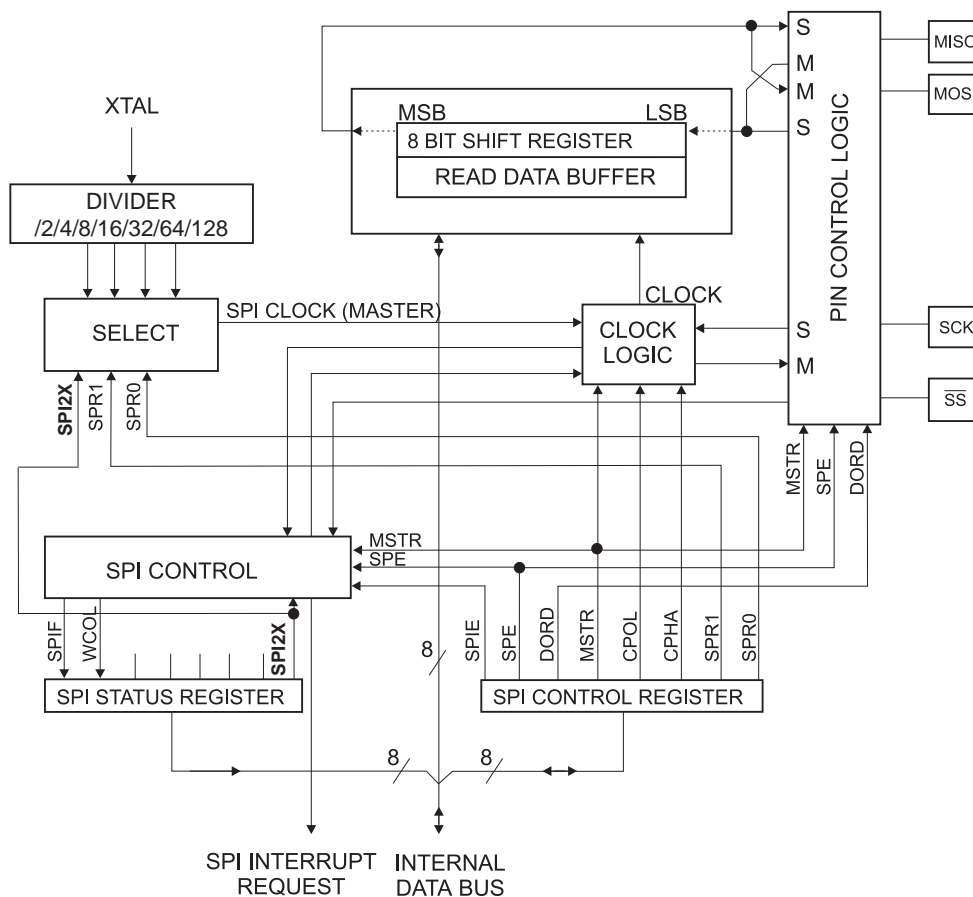 S
MISO
M
XTAL
MSB
LSB
M
MOSI
8 BIT SHIFT REGISTER
S
READ DATA BUFFER
PIN CONTROL LOGIC
DIVIDER
/2/4/8/16/32/64/128
SPI CLOCK (MASTER)
CLOCK
SELECT
CLOCK
LOGIC
S
SCK
M
SPI2X
SPR1
SPR0
SS
MSTR
SPE
DORD
MSTR
SPE
SPI CONTROL
SPIF
WCOL
SPI2X
SPIE
SPE
DORD
MSTR
CPOL
CPHA
SPR1
SPR0
8
SPI STATUS REGISTER
SPI CONTROL REGISTER
8
8
SPI INTERRUPT
REQUEST
INTERNAL
DATA BUS